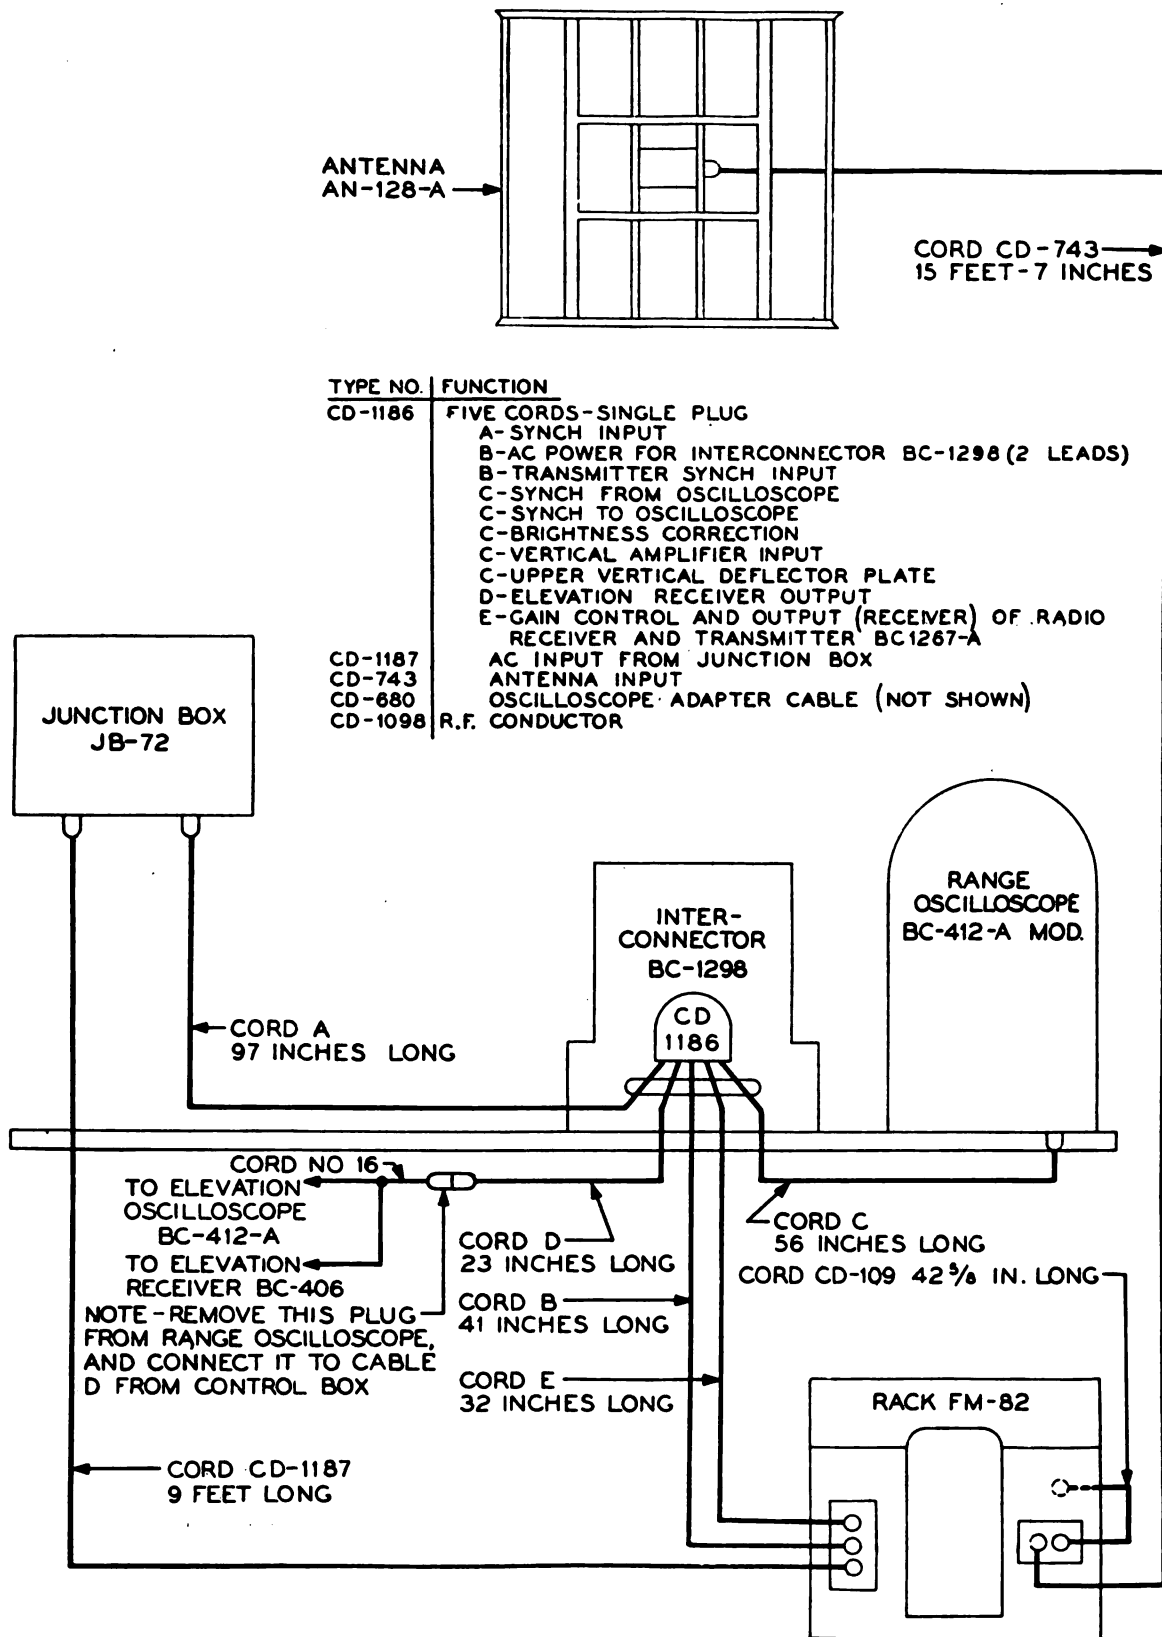 ANTENNA
AN-128-A
CORD CD-743
15 FEET-7 INCHES
TYPE NO. FUNCTION
CD-1186 FIVE CORDS-SINGLE PLUG
A-SYNCH INPUT
B-AC POWER FOR INTERCONNECTOR BC-1298 (2 LEADS)
B-TRANSMITTER SYNCH INPUT
C-SYNCH FROM OSCILLOSCOPE
C-SYNCH TO OSCILLOSCOPE
C-BRIGHTNESS CORRECTION
C-VERTICAL AMPLIFIER INPUT
C-UPPER VERTICAL DEFLECTOR PLATE
D-ELEVATION RECEIVER OUTPUT
E-GAIN CONTROL AND OUTPUT (RECEIVER) OF RADIO
RECEIVER AND TRANSMITTER BC1267-A
CD-1187 AC INPUT FROM JUNCTION BOX
CD-743 ANTENNA INPUT
CD-680 OSCILLOSCOPE ADAPTER CABLE (NOT SHOWN)
CD-1098 R.F. CONDUCTOR
JUNCTION BOX
JB-72
INTER-
CONNECTOR
BC-1298
CD
1186
RANGE
OSCILLOSCOPE
BC-412-A MOD.
CORD A
97 INCHES LONG
CORD NO 16
TO ELEVATION
OSCILLOSCOPE
BC-412-A
TO ELEVATION
RECEIVER BC-406
NOTE-REMOVE THIS PLUG
FROM RANGE OSCILLOSCOPE,
AND CONNECT IT TO CABLE
D FROM CONTROL BOX
CORD D
23 INCHES LONG
CORD B
41 INCHES LONG
CORD E
32 INCHES LONG
CORD C
56 INCHES LONG
CORD CD-109 42 5/8 IN. LONG
RACK FM-82
CORD CD-1187
9 FEET LONG